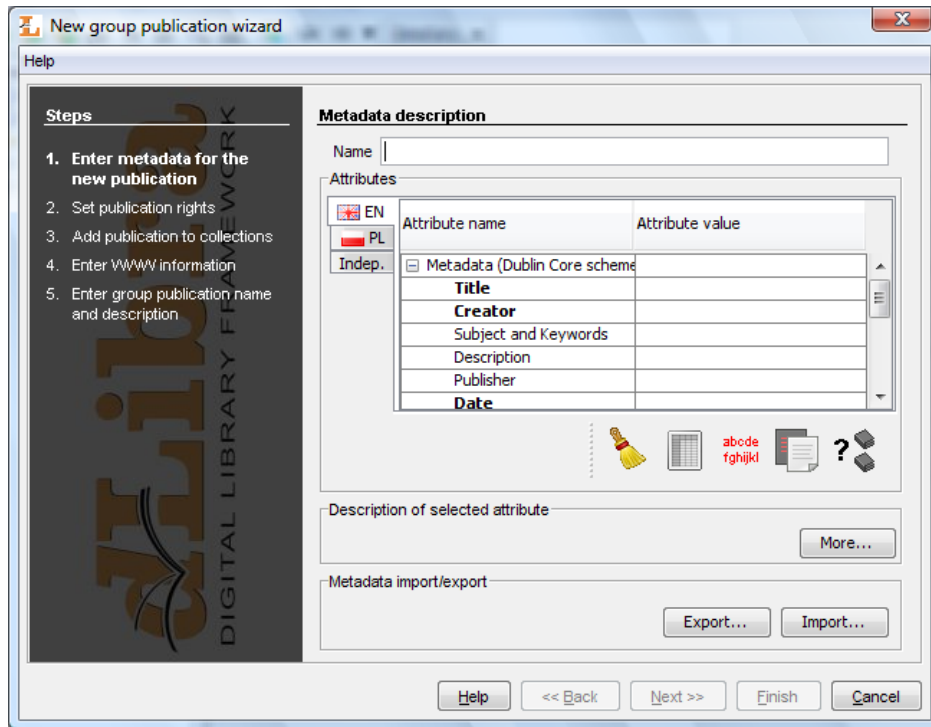 New group publication wizard
Help
Steps
1. Enter metadata for the
new publication
2. Set publication rights
3. Add publication to collections
4. Enter WWW information
5. Enter group publication name
and description
dLibra
DIGITAL LIBRARY FRAMEWORK
Metadata description
Name
Attributes
EN
PL
Indep.
Attribute name Attribute value
Metadata (Dublin Core scheme
Title
Creator
Subject and Keywords
Description
Publisher
Date
abcde
fghijkl
?
Description of selected attribute
More...
Metadata import/export
Export... Import...
Help << Back Next >> Finish Cancel